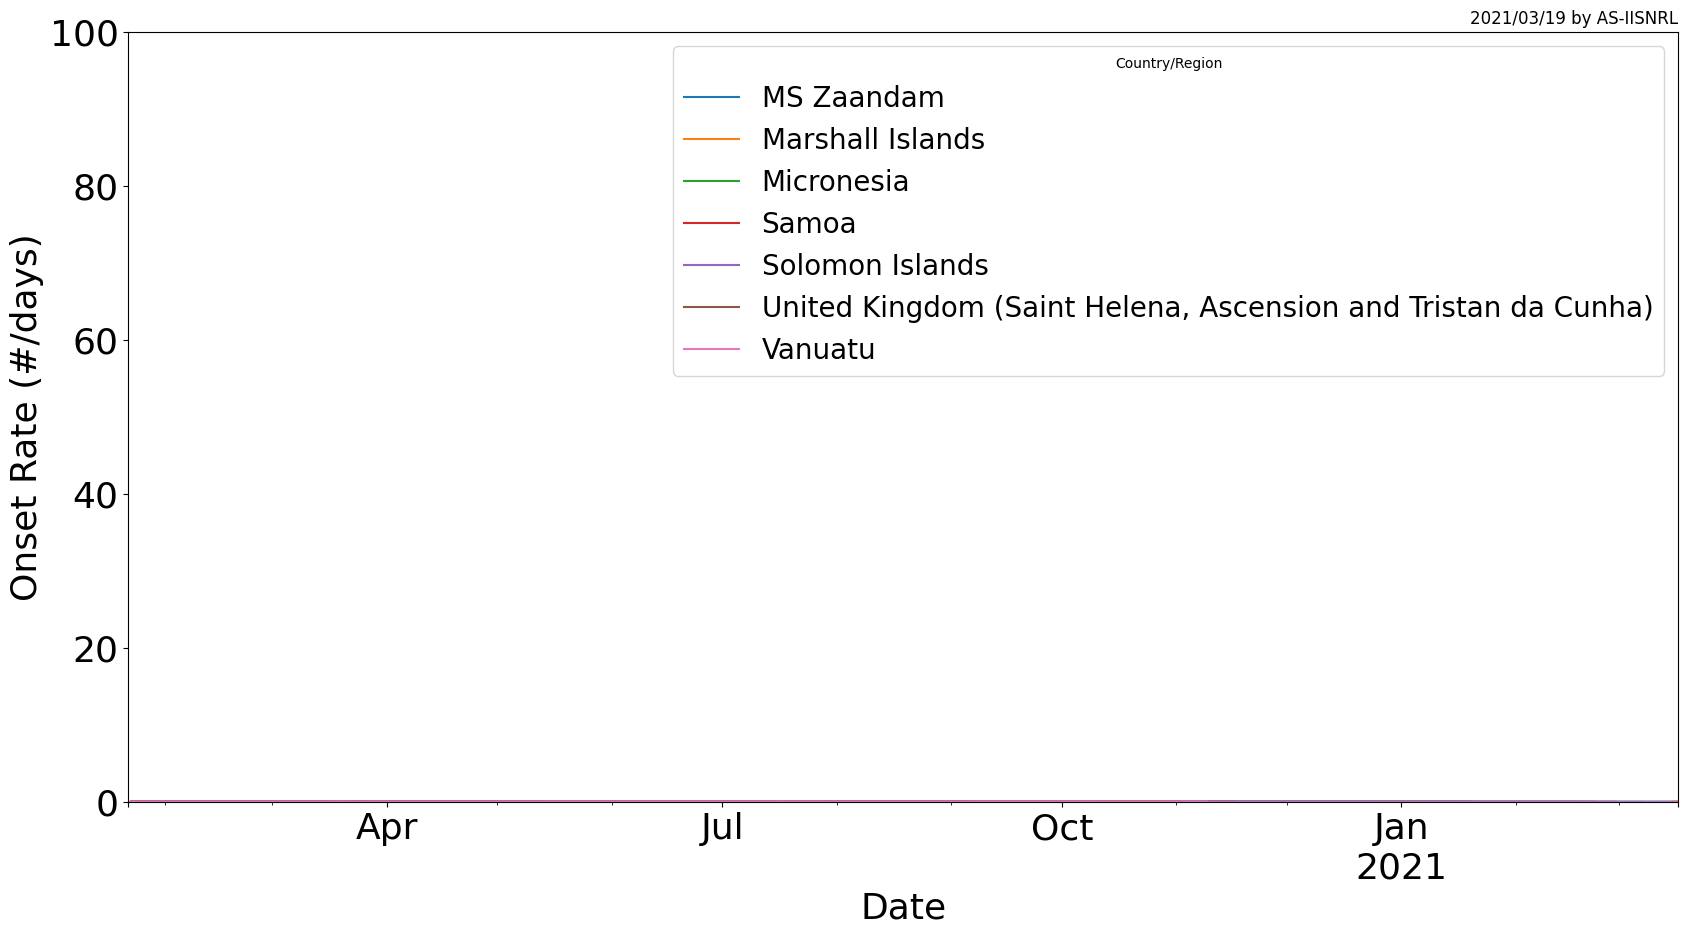 2021/03/19 by AS-IISNRL
Country/Region
MS Zaandam
Marshall Islands
Micronesia
Samoa
Solomon Islands
United Kingdom (Saint Helena, Ascension and Tristan da Cunha)
Vanuatu
Onset Rate (#/days)
100
80
60
40
20
0
Apr
Jul
Oct
Jan
2021
Date